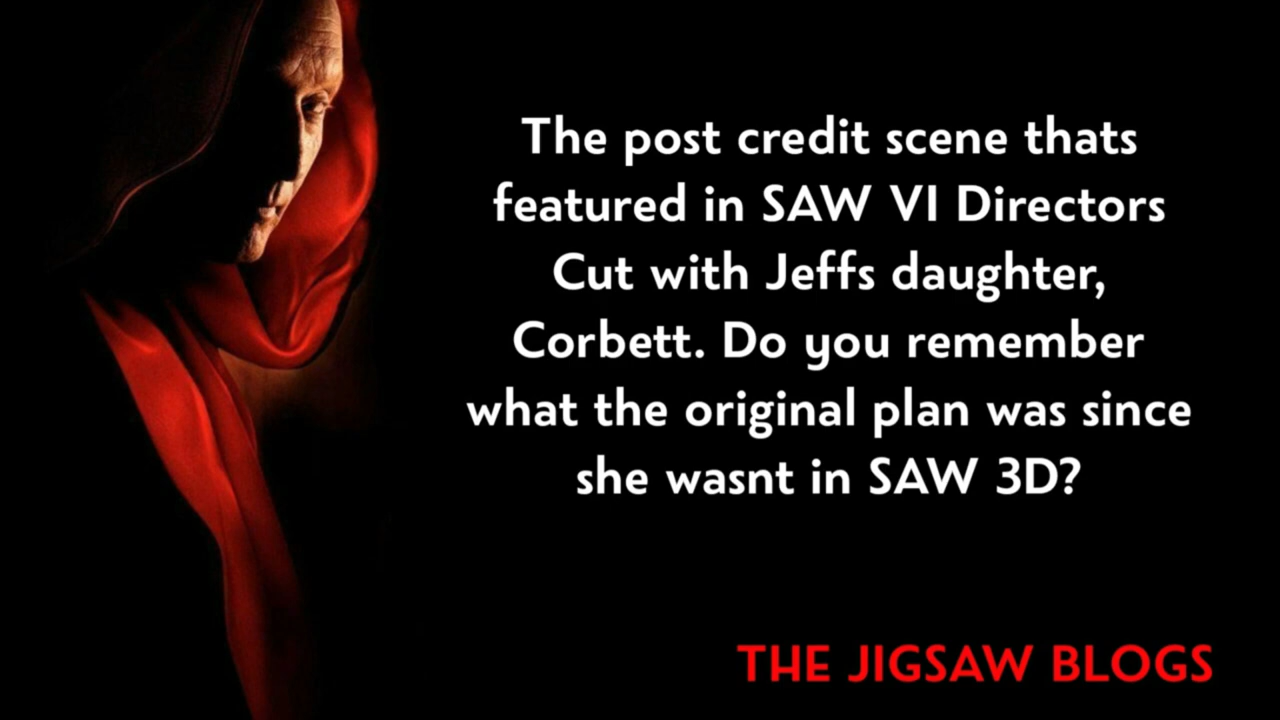 The post credit scene thats
featured in SAW VI Directors
Cut with Jeffs daughter,
Corbett. Do you remember
what the original plan was since
she wasnt in SAW 3D?
THE JIGSAW BLOGS